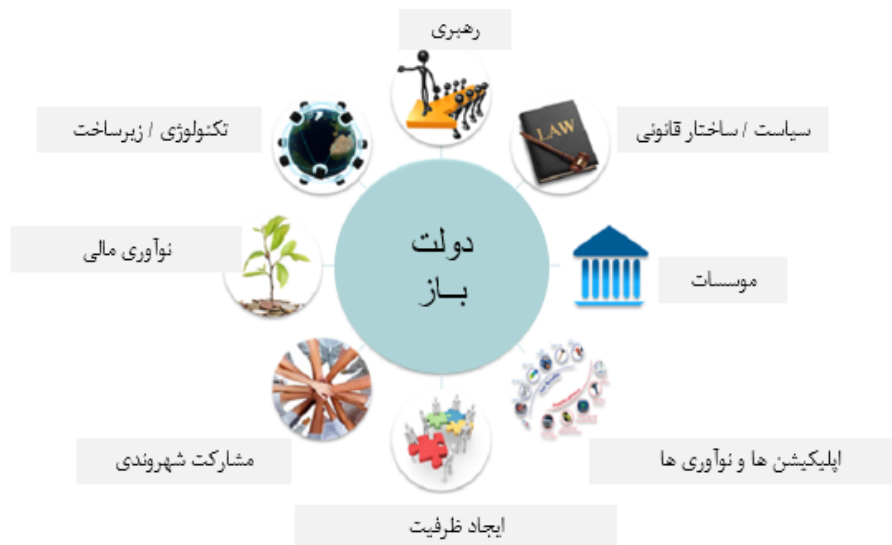 رهبری
تکنولوژی / زیرساخت
سیاست / ساختار قانونی
LAW
دولت
بـاز
نوآوری مالی
موسسات
مشارکت شهروندی
اپلیکیشن ها و نوآوری ها
ایجاد ظرفیت